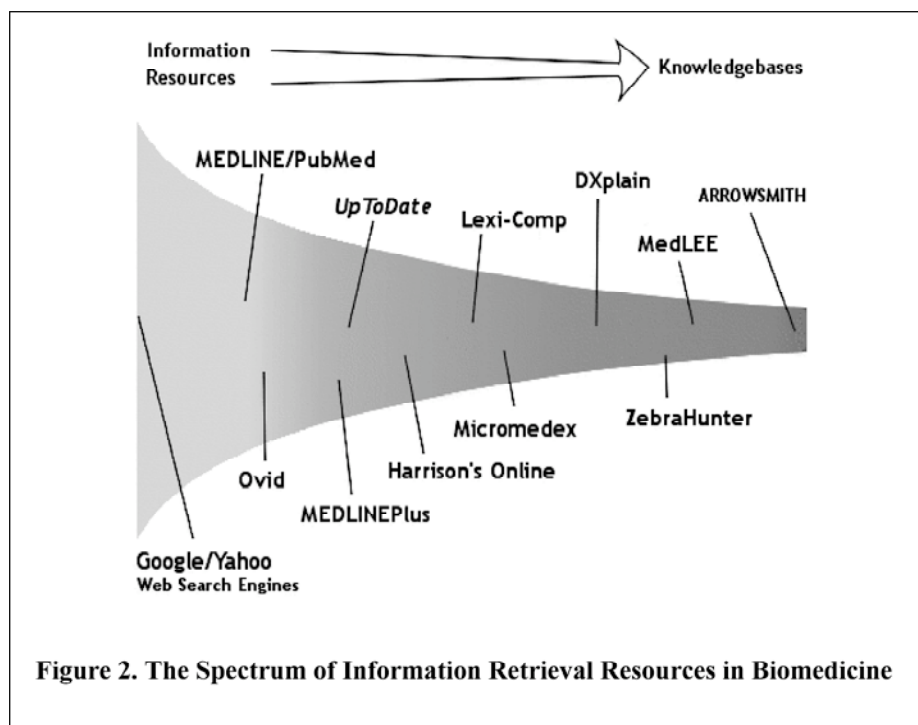 Information
Resources
Knowledgebases
MEDLINE/PubMed
UpToDate
Lexi-Comp
DXplain
MedLEE
ARROWSMITH
Ovid
MEDLINEPlus
Harrison's Online
Micromedex
ZebraHunter
Google/Yahoo
Web Search Engines
Figure 2. The Spectrum of Information Retrieval Resources in Biomedicine